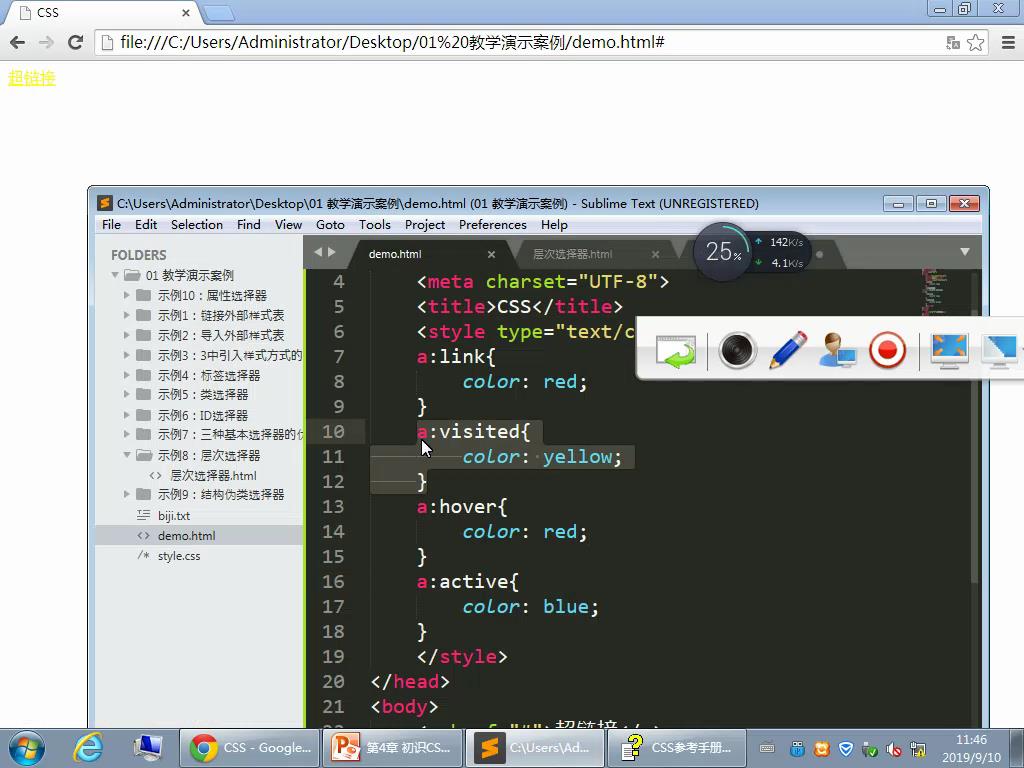 CSS
file:///C:/Users/Administrator/Desktop/01%20教学演示案例/demo.html#
超链接
C:\Users\Administrator\Desktop\01 教学演示案例\demo.html (01 教学演示案例) - Sublime Text (UNREGISTERED)
File Edit Selection Find View Goto Tools Project Preferences Help
FOLDERS
01 教学演示案例
示例10：属性选择器
示例1：链接外部样式表
示例2：导入外部样式表
示例3：3中引入样式方式的
示例4：标签选择器
示例5：类选择器
示例6：ID选择器
示例7：三种基本选择器的
示例8：层次选择器
层次选择器.html
示例9：结构伪类选择器
biji.txt
demo.html
style.css
demo.html
层次选择器.html
25%
142K/s
4.1K/s
4 <meta charset="UTF-8">
5 <title>CSS</title>
6 <style type="text/c
7 a:link{
8 color: red;
9 }
10 a:visited{
11 color: yellow;
12 }
13 a:hover{
14 color: red;
15 }
16 a:active{
17 color: blue;
18 }
19 </style>
20 </head>
21 <body>
CSS - Google...
第4章 初识CS...
C:\Users\Ad...
CSS参考手册...
11:46
2019/9/10